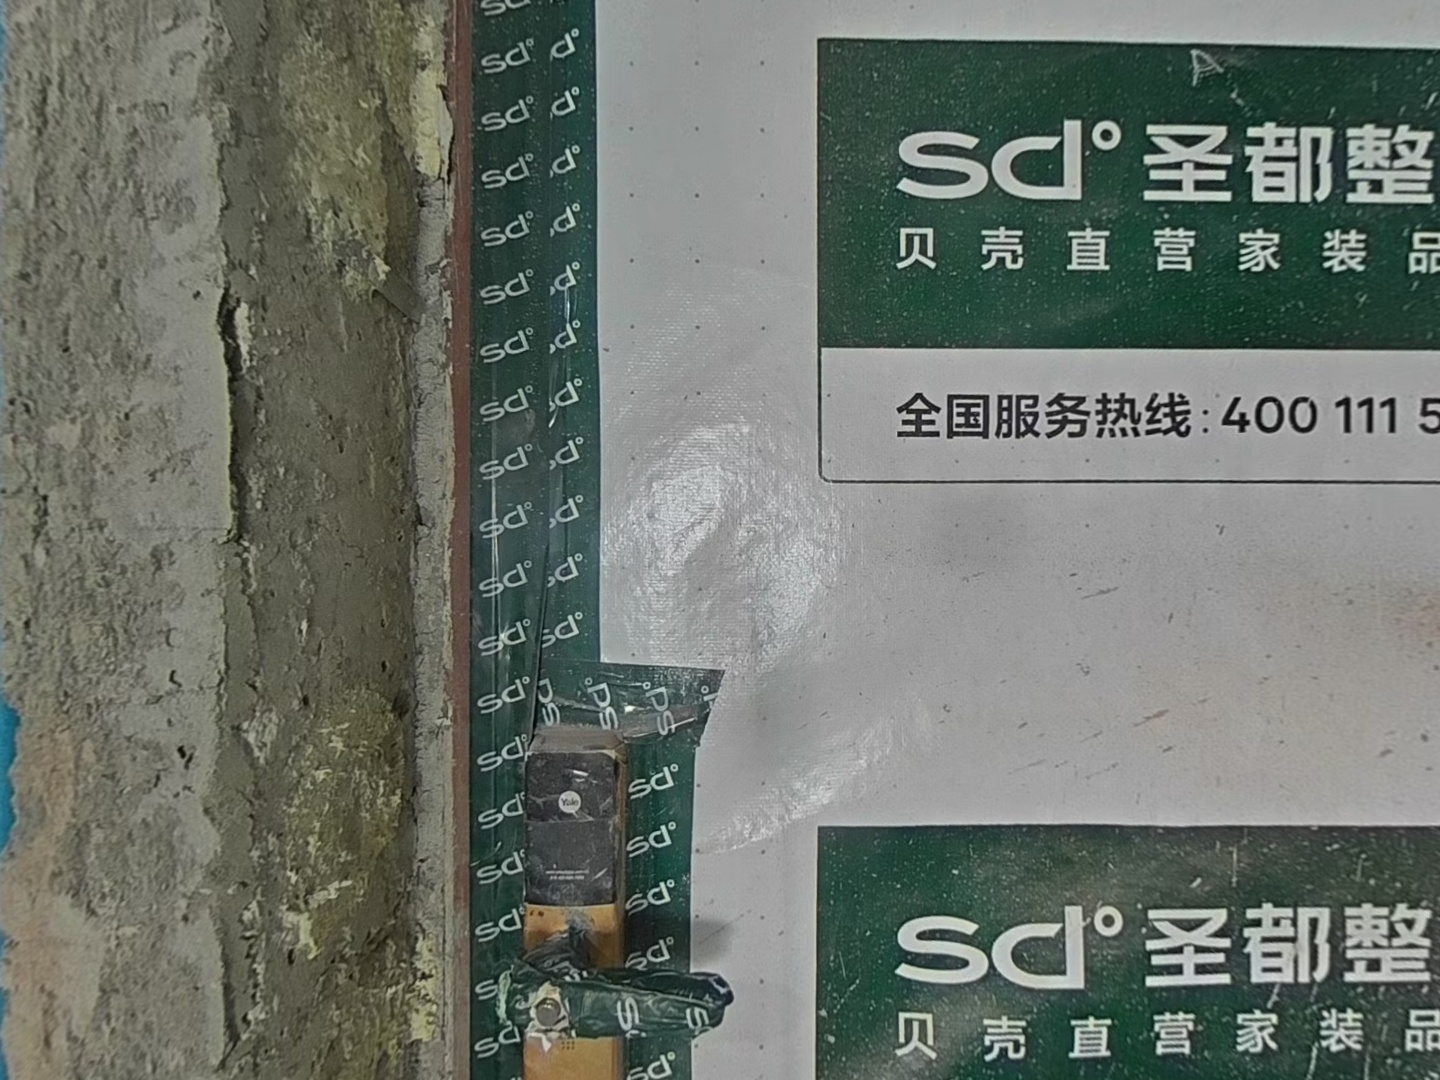 sd° 圣都整
贝壳直营家装品
全国服务热线:400 111 5
Yale
sd° 圣都整
贝壳直营家装品